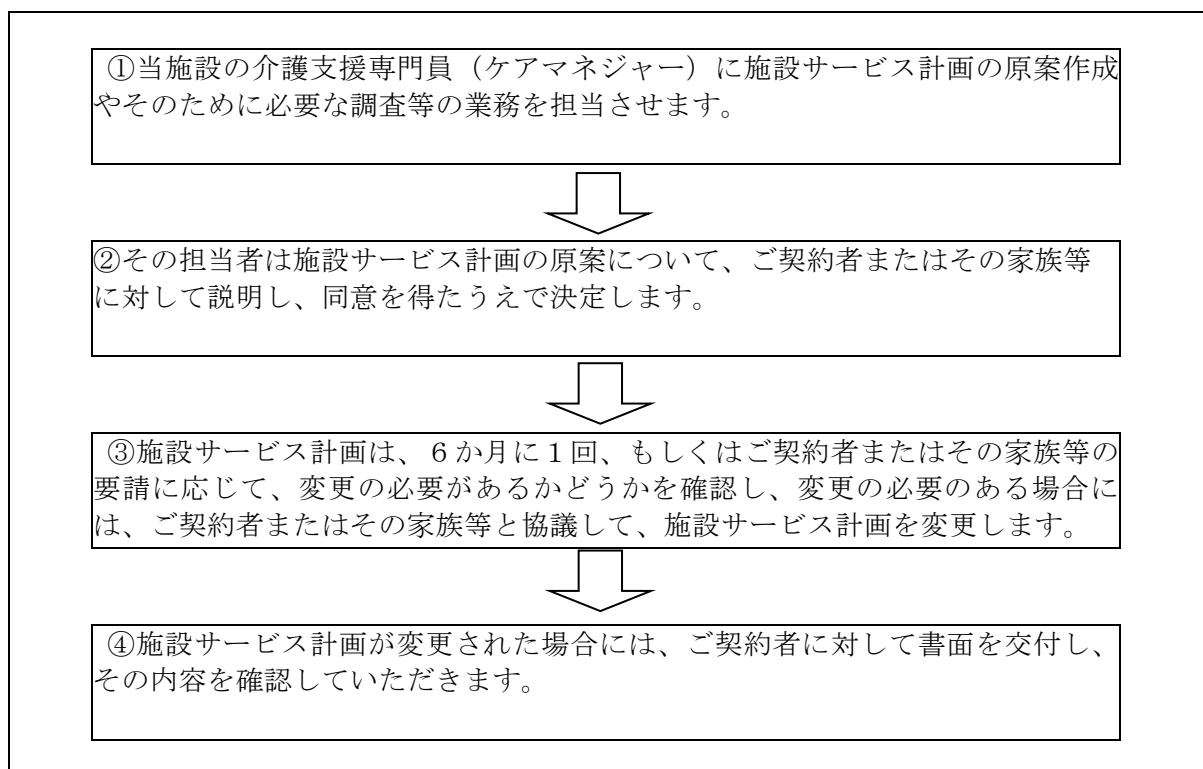 ①当施設の介護支援専門員（ケアマネジャー）に施設サービス計画の原案作成
やそのために必要な調査等の業務を担当させます。
②その担当者は施設サービス計画の原案について、ご契約者またはその家族等
に対して説明し、同意を得たうえで決定します。
③施設サービス計画は、６か月に１回、もしくはご契約者またはその家族等の
要請に応じて、変更の必要があるかどうかを確認し、変更の必要のある場合に
は、ご契約者またはその家族等と協議して、施設サービス計画を変更します。
④施設サービス計画が変更された場合には、ご契約者に対して書面を交付し、
その内容を確認していただきます。